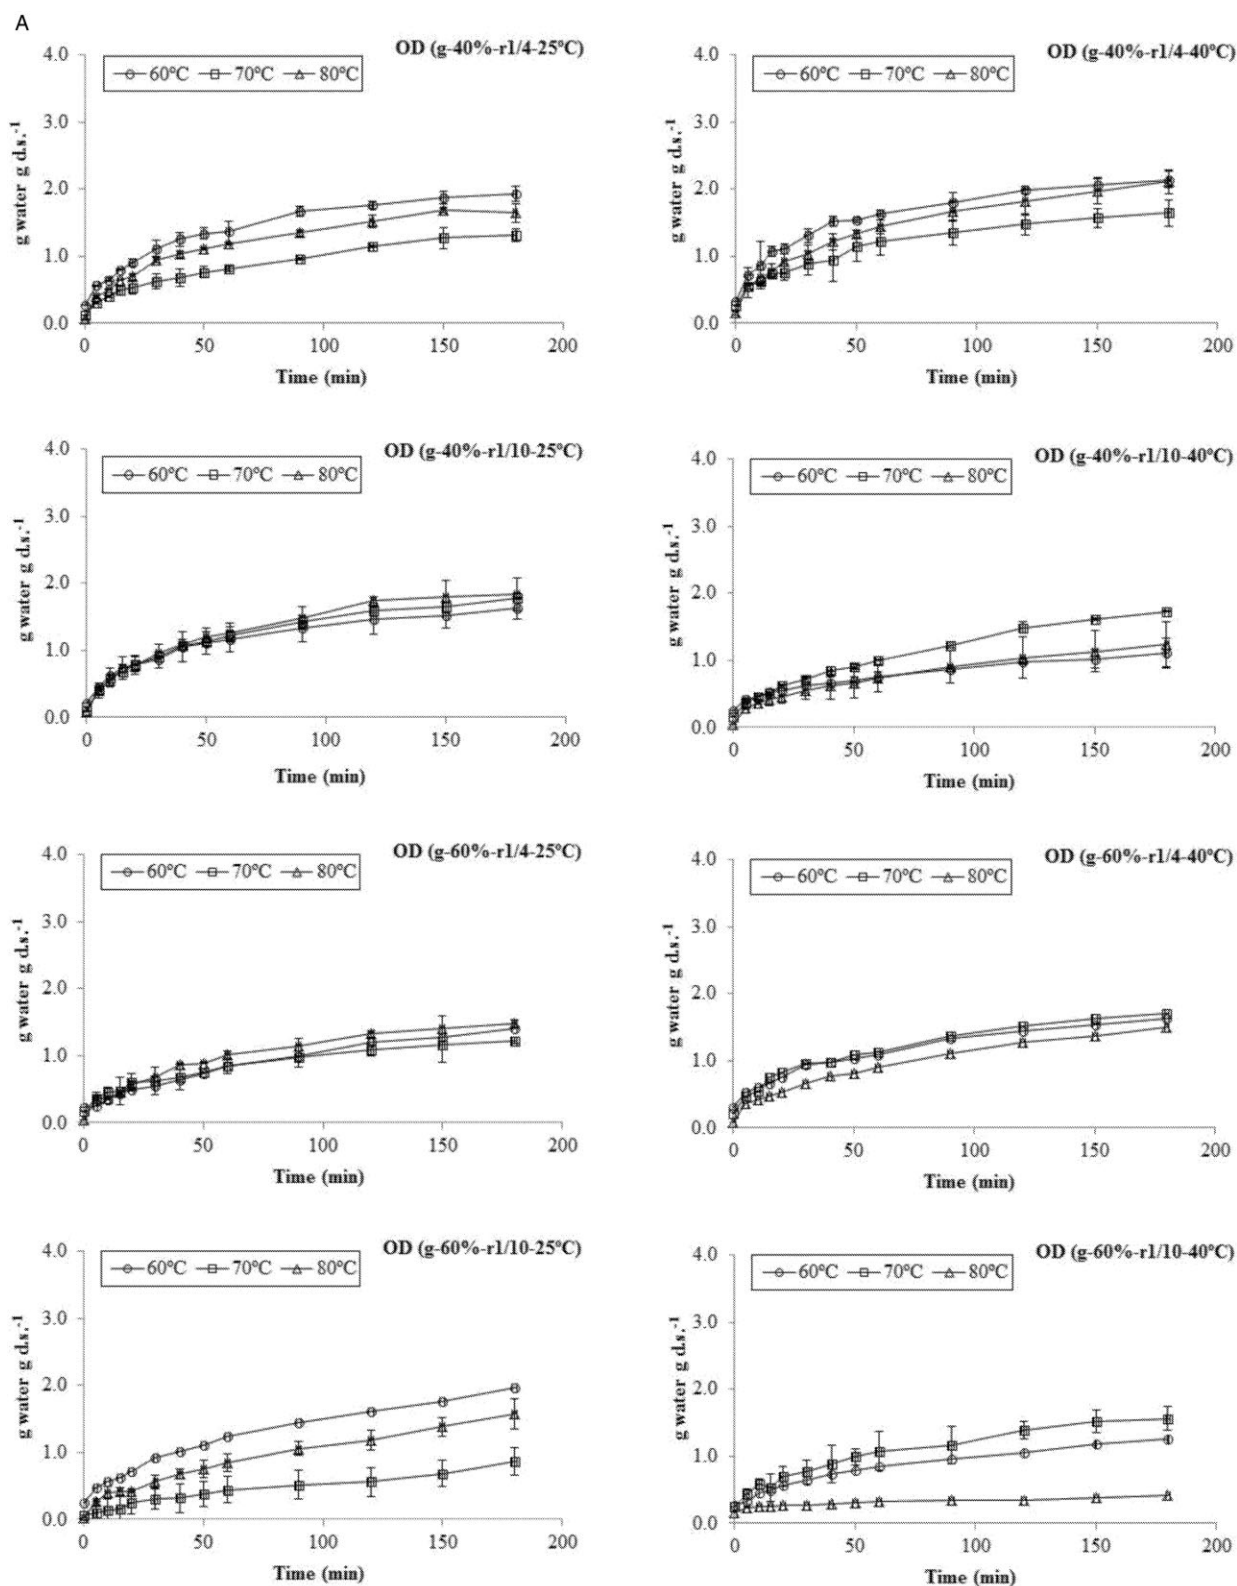 A
OD (g-40%-r1/4-25ºC)
4.0
60ºC 70ºC 80ºC
3.0
2.0
1.0
0.0
g water g d.s.-1
0 50 100 150 200
Time (min)
OD (g-40%-r1/4-40ºC)
4.0
60ºC 70ºC 80ºC
3.0
2.0
1.0
0.0
g water g d.s.-1
0 50 100 150 200
Time (min)
OD (g-40%-r1/10-25ºC)
4.0
60ºC 70ºC 80ºC
3.0
2.0
1.0
0.0
g water g d.s.-1
0 50 100 150 200
Time (min)
OD (g-40%-r1/10-40ºC)
4.0
60ºC 70ºC 80ºC
3.0
2.0
1.0
0.0
g water g d.s.-1
0 50 100 150 200
Time (min)
OD (g-60%-r1/4-25ºC)
4.0
60ºC 70ºC 80ºC
3.0
2.0
1.0
0.0
g water g d.s.-1
0 50 100 150 200
Time (min)
OD (g-60%-r1/4-40ºC)
4.0
60ºC 70ºC 80ºC
3.0
2.0
1.0
0.0
g water g d.s.-1
0 50 100 150 200
Time (min)
OD (g-60%-r1/10-25ºC)
4.0
60ºC 70ºC 80ºC
3.0
2.0
1.0
0.0
g water g d.s.-1
0 50 100 150 200
Time (min)
OD (g-60%-r1/10-40ºC)
4.0
60ºC 70ºC 80ºC
3.0
2.0
1.0
0.0
g water g d.s.-1
0 50 100 150 200
Time (min)